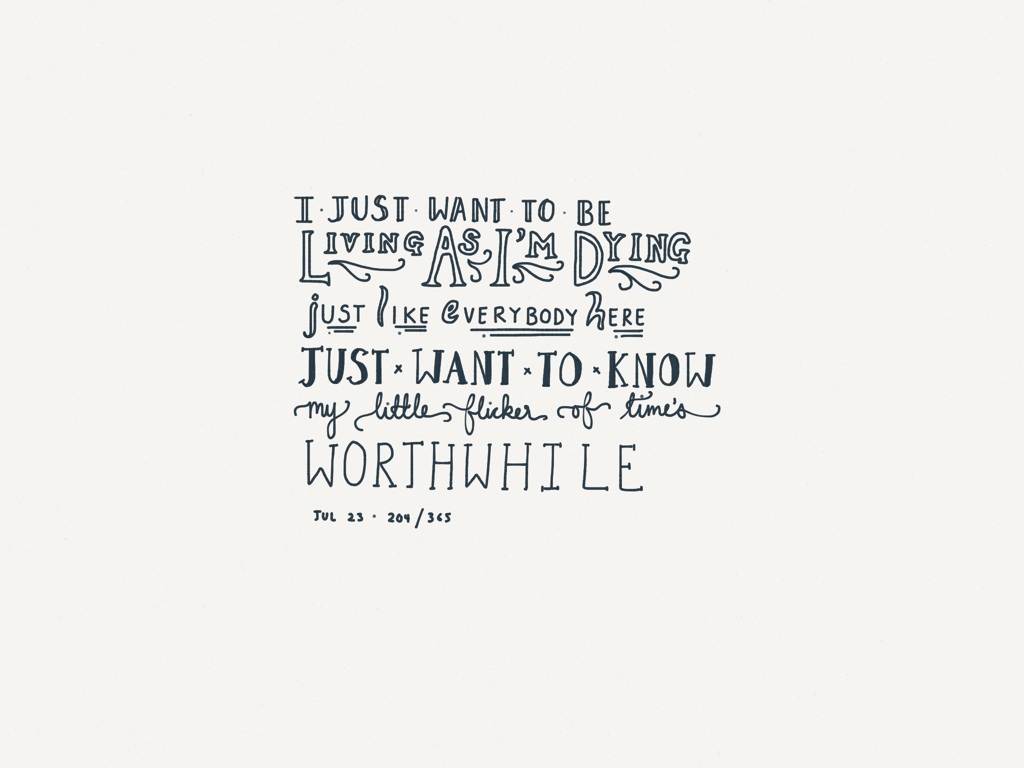 I · JUST · WANT · TO · BE
LIVING AS I'M DYING
just like everybody here
JUST × WANT × TO × KNOW
my little flicker of time's
WORTHWHILE
JUL 23 · 204/365